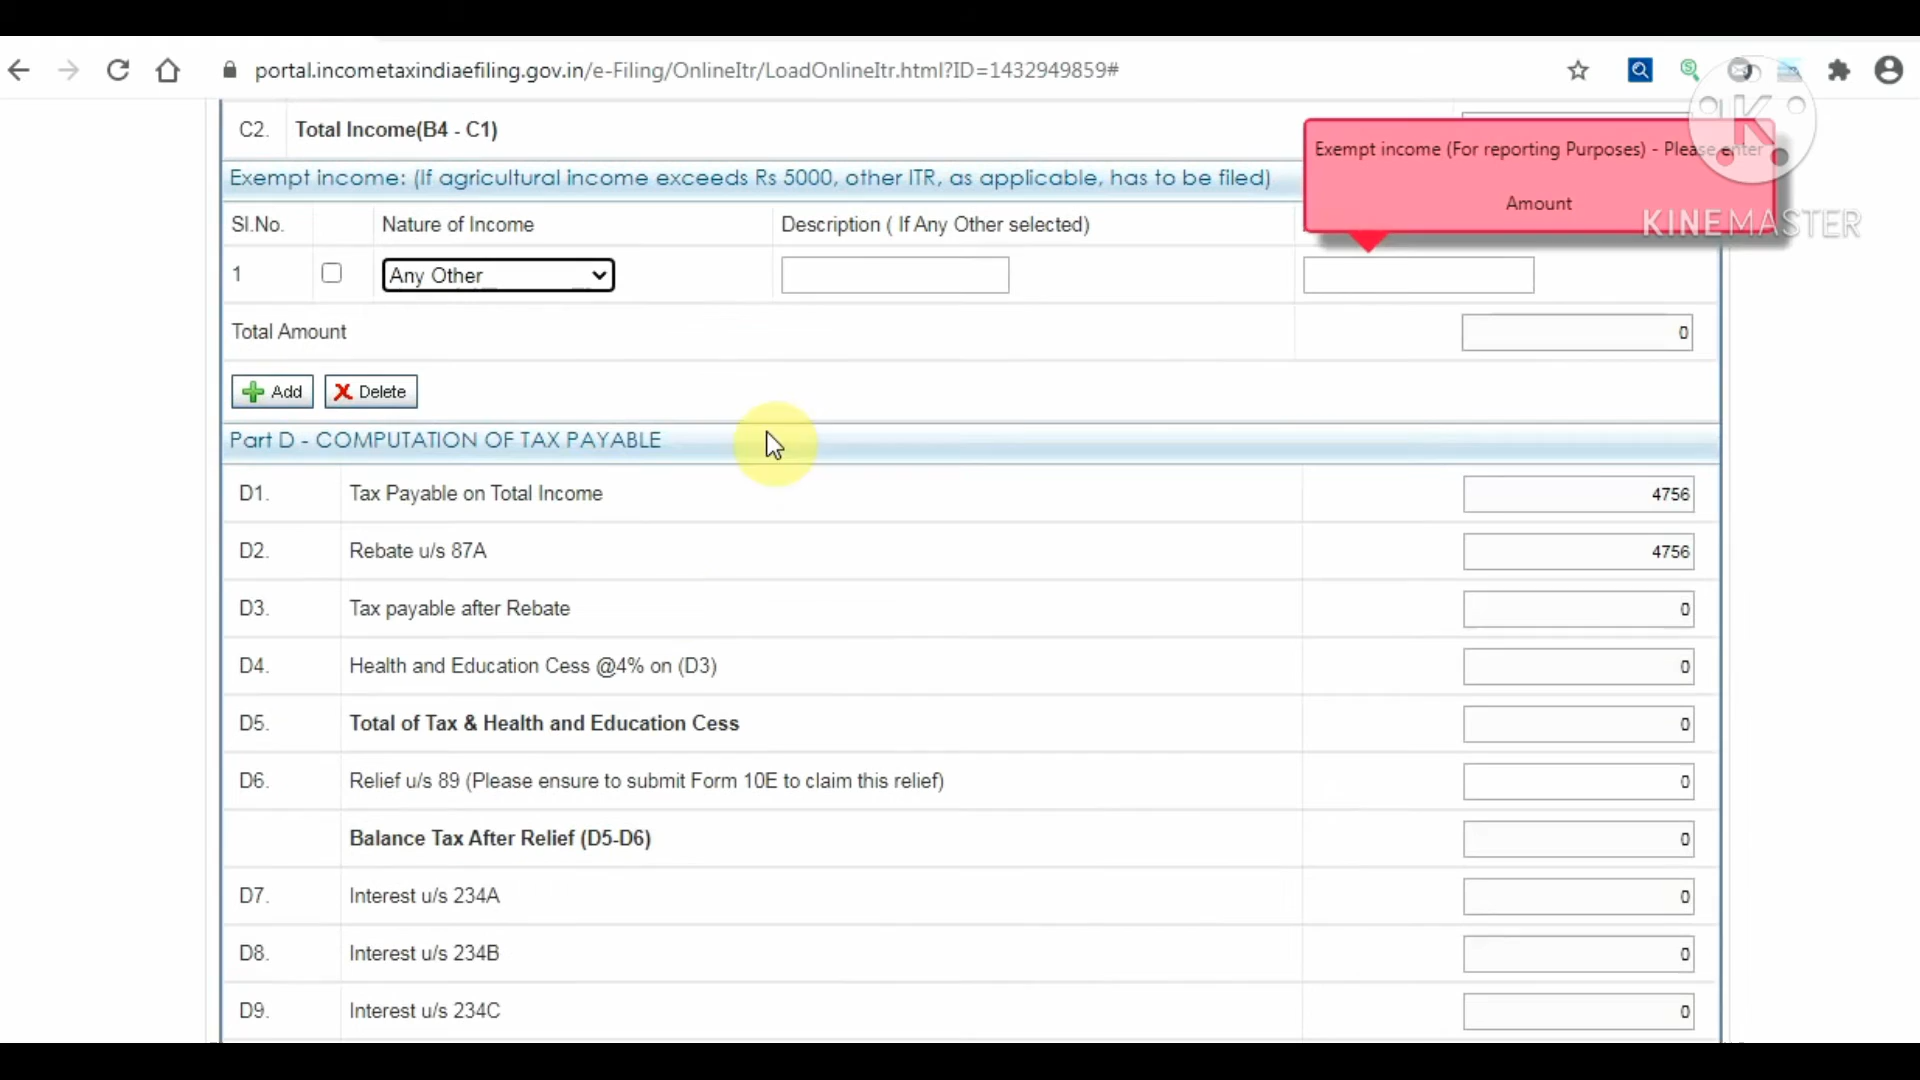 portal.incometaxindiaefiling.gov.in/e-Filing/OnlineItr/LoadOnlineItr.html?ID=1432949859#
C2. Total Income(B4 - C1)
Exempt income (For reporting Purposes) - Please enter
Amount
KINEMASTER
Exempt income: (If agricultural income exceeds Rs 5000, other ITR, as applicable, has to be filed)
Sl.No. Nature of Income Description ( If Any Other selected)
1 Any Other
Total Amount 0
Add Delete
Part D - COMPUTATION OF TAX PAYABLE
D1. Tax Payable on Total Income 4756
D2. Rebate u/s 87A 4756
D3. Tax payable after Rebate 0
D4. Health and Education Cess @4% on (D3) 0
D5. Total of Tax & Health and Education Cess 0
D6. Relief u/s 89 (Please ensure to submit Form 10E to claim this relief) 0
Balance Tax After Relief (D5-D6) 0
D7. Interest u/s 234A 0
D8. Interest u/s 234B 0
D9. Interest u/s 234C 0